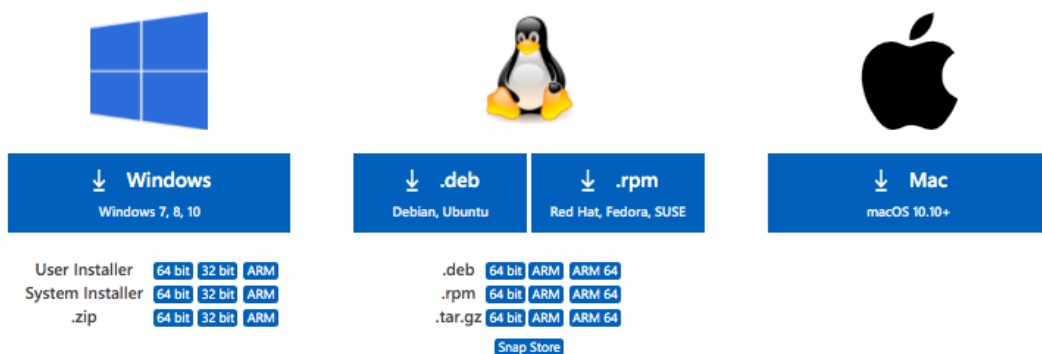 Windows
Windows 7, 8, 10
.deb
Debian, Ubuntu
.rpm
Red Hat, Fedora, SUSE
Mac
macOS 10.10+
User Installer 64 bit 32 bit ARM
System Installer 64 bit 32 bit ARM
.zip 64 bit 32 bit ARM
.deb 64 bit ARM ARM 64
.rpm 64 bit ARM ARM 64
.tar.gz 64 bit ARM ARM 64
Snap Store